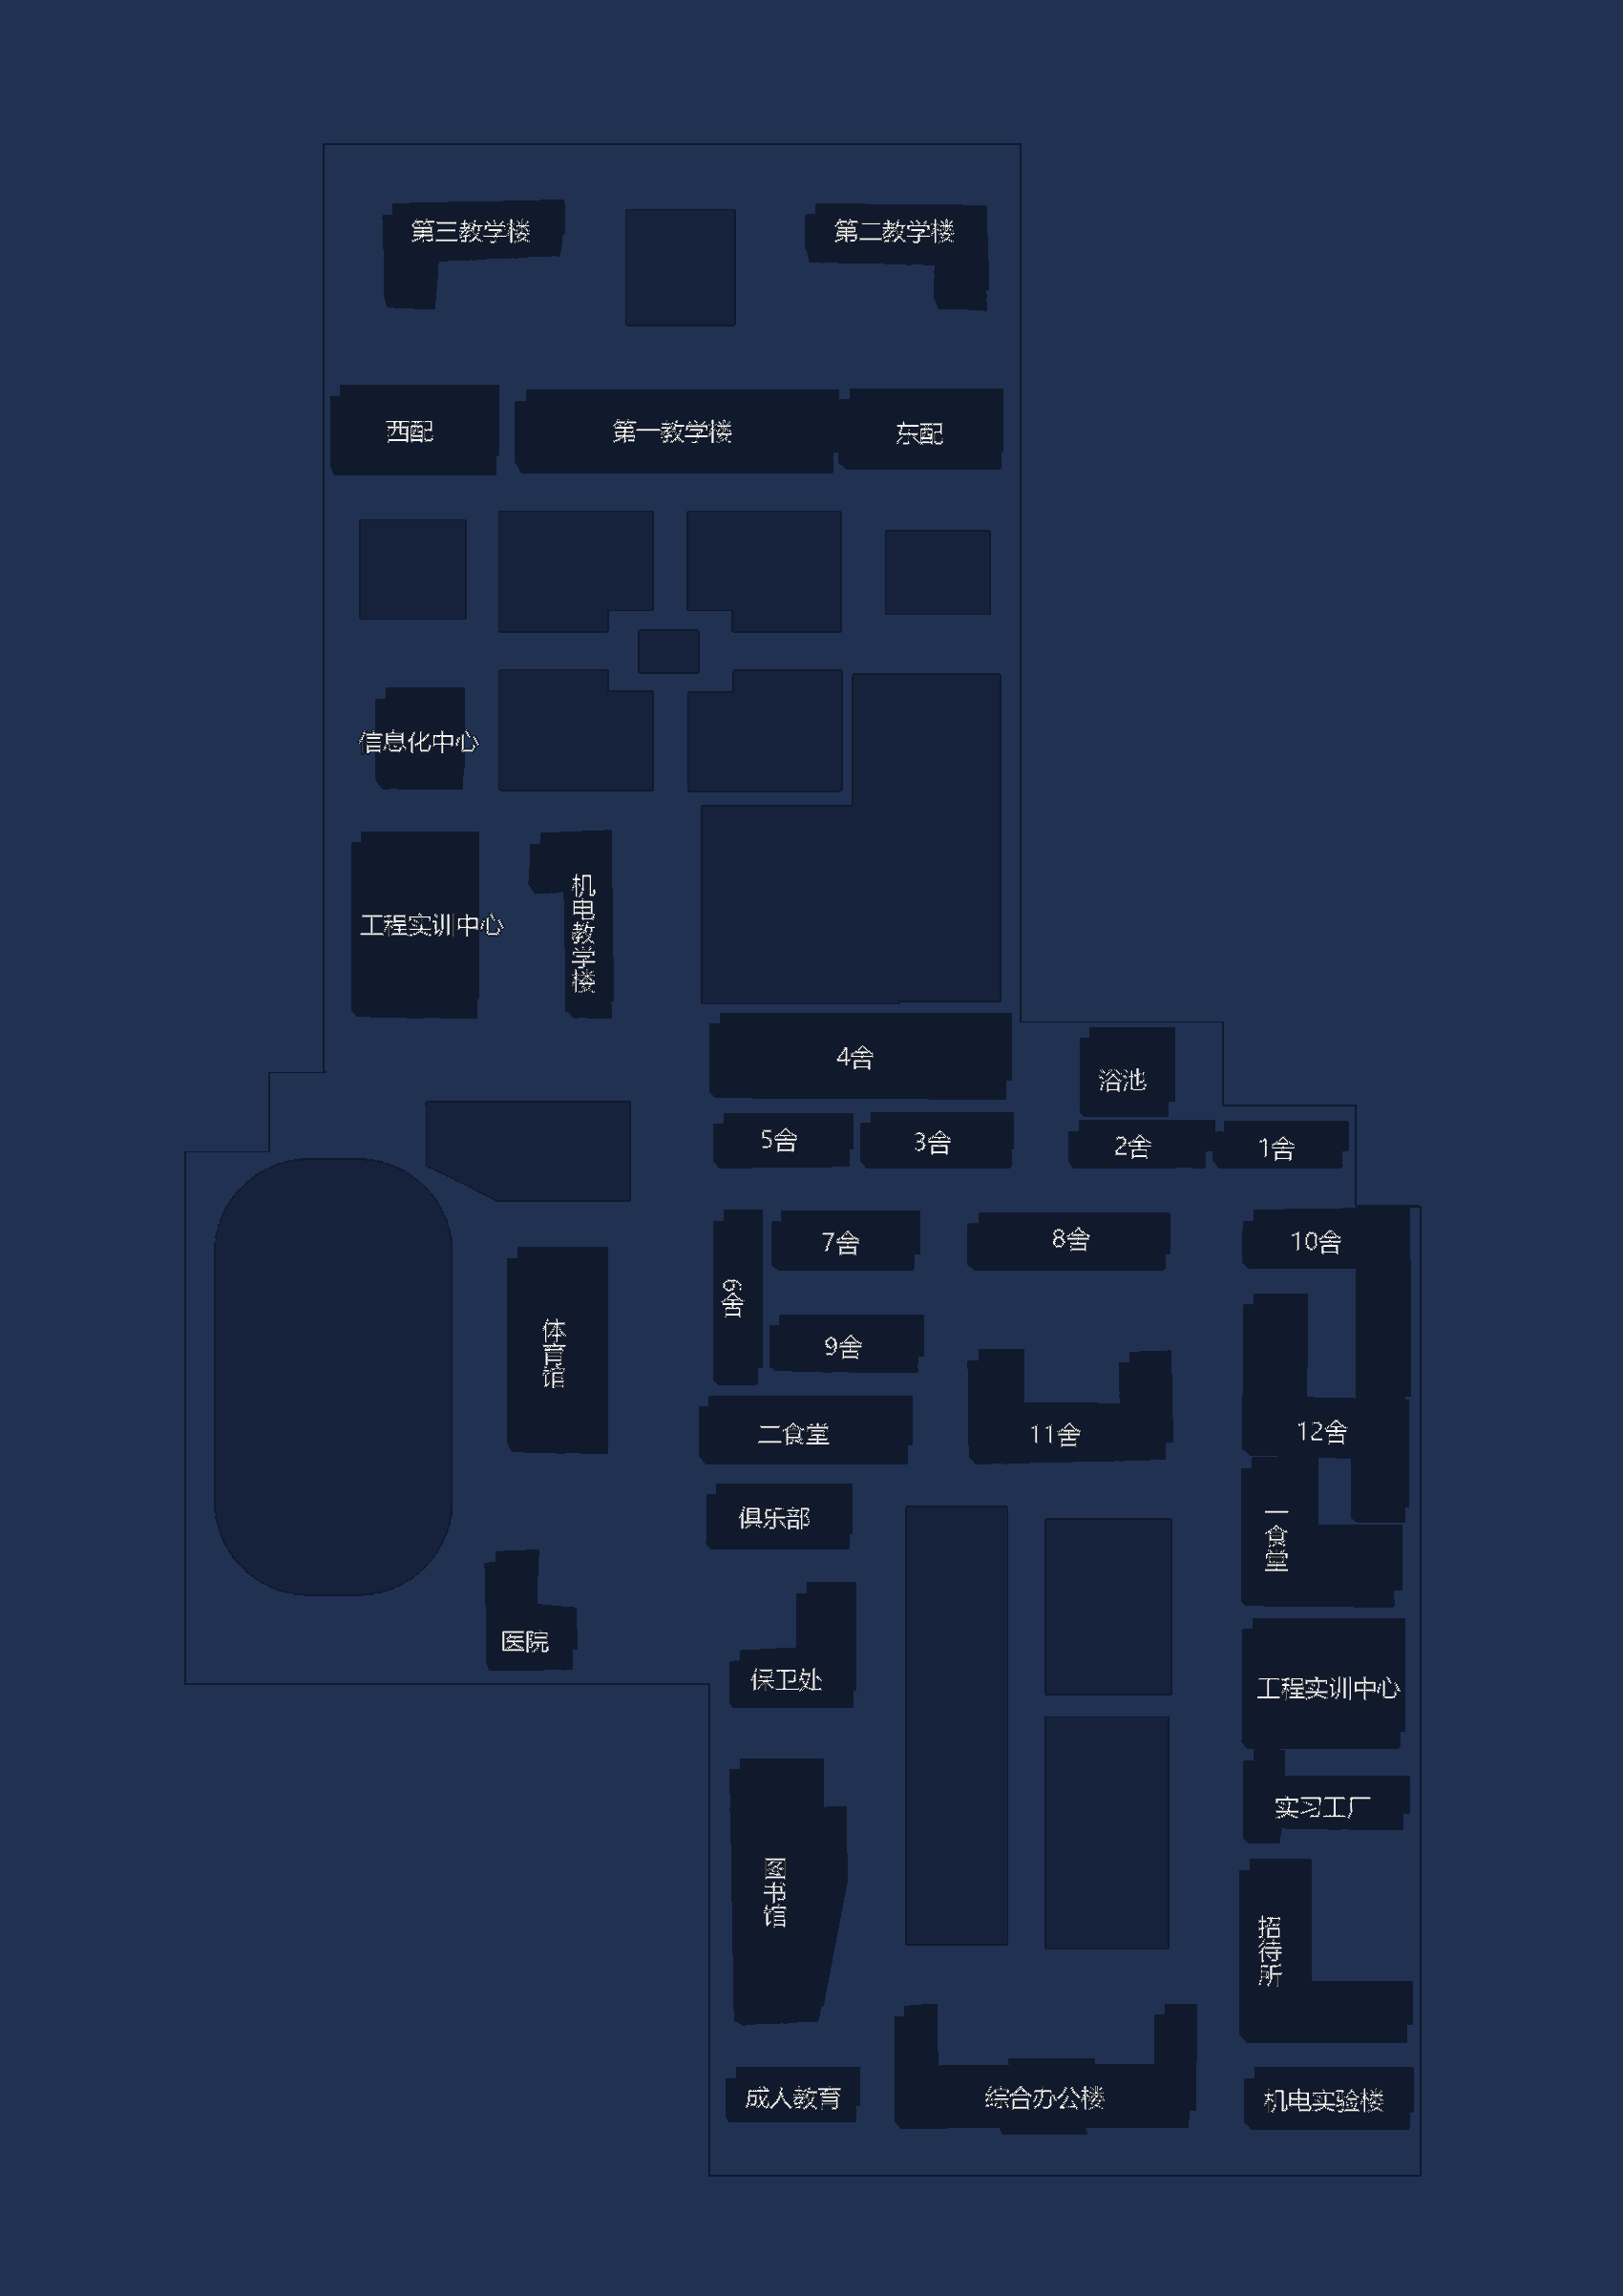 第三教学楼
第二教学楼
西配
第一教学楼
东配
信息化中心
工程实训中心
机电教学楼
4舍
浴池
5舍
3舍
2舍
1舍
7舍
8舍
10舍
6舍
9舍
体育馆
二食堂
11舍
12舍
俱乐部
一食堂
医院
保卫处
工程实训中心
实习工厂
图书馆
招待所
成人教育
综合办公楼
机电实验楼